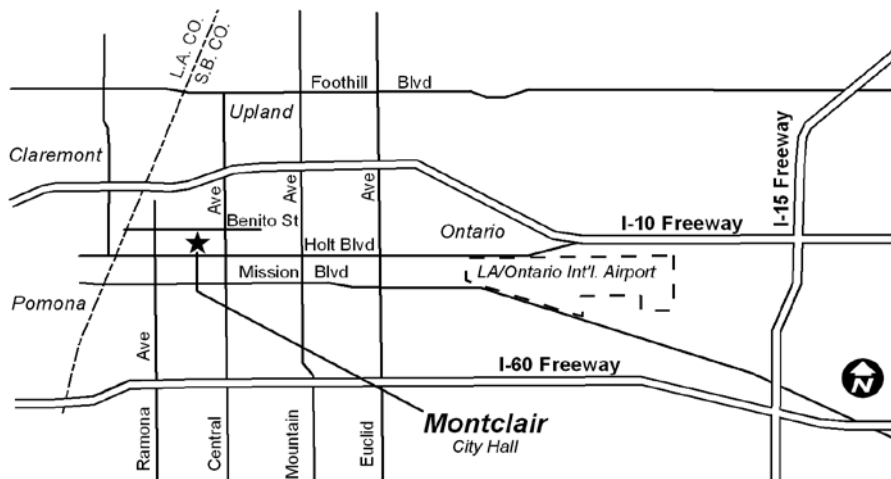 L.A. CO.
S.B. CO.
Foothill Blvd
Upland
Claremont
I-15 Freeway
Ave
Ave
Ave
Benito St
Ontario
I-10 Freeway
Holt Blvd
Mission Blvd
LA/Ontario Int'l. Airport
Pomona
Ave
I-60 Freeway
N
Montclair
City Hall
Ramona
Central
Mountain
Euclid